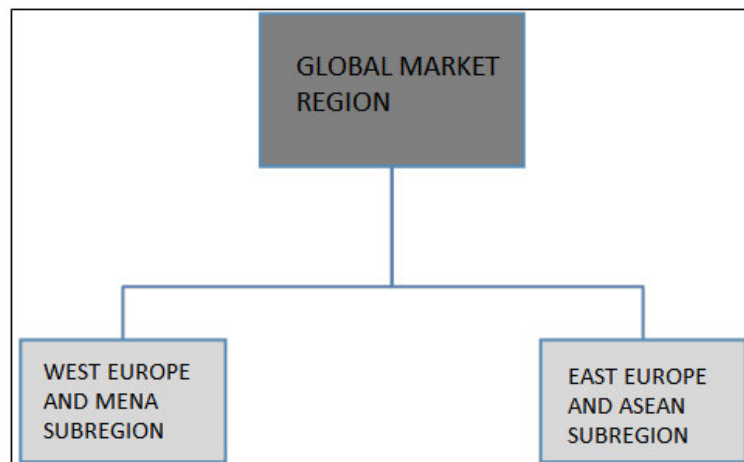 GLOBAL MARKET
REGION
WEST EUROPE
AND MENA
SUBREGION
EAST EUROPE
AND ASEAN
SUBREGION